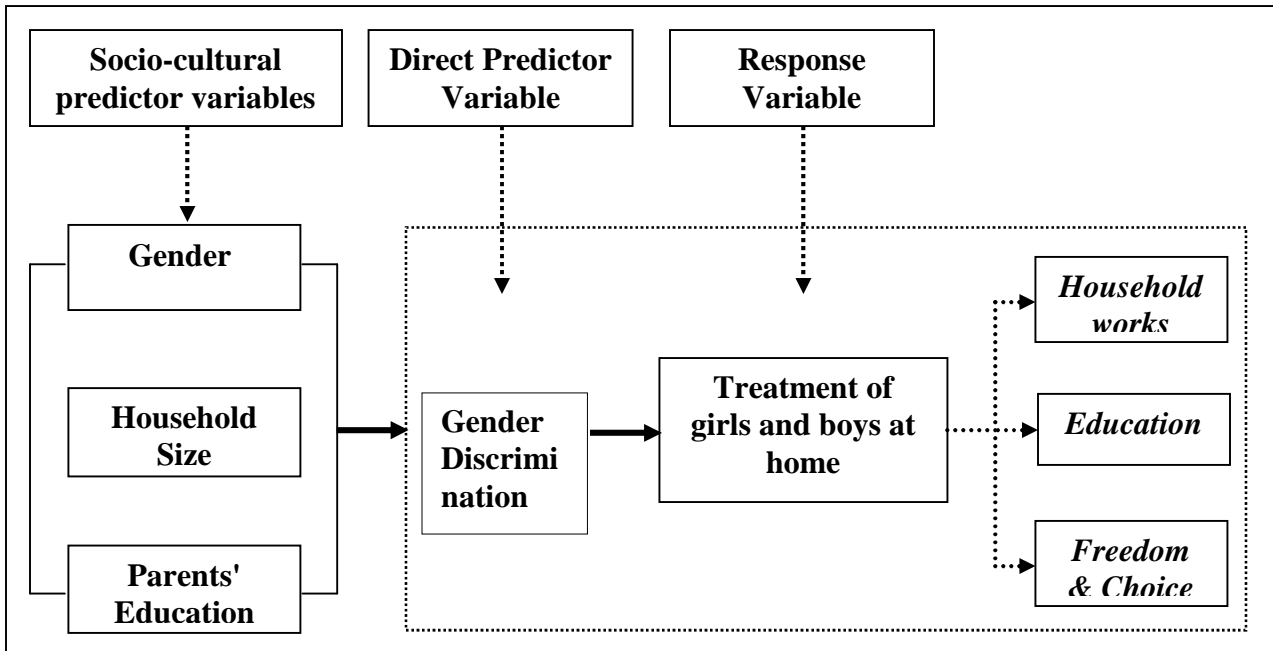 Socio-cultural
predictor variables
Direct Predictor
Variable
Response
Variable
Gender
Household
Size
Parents'
Education
Gender
Discrimi
nation
Treatment of
girls and boys at
home
Household
works
Education
Freedom
& Choice